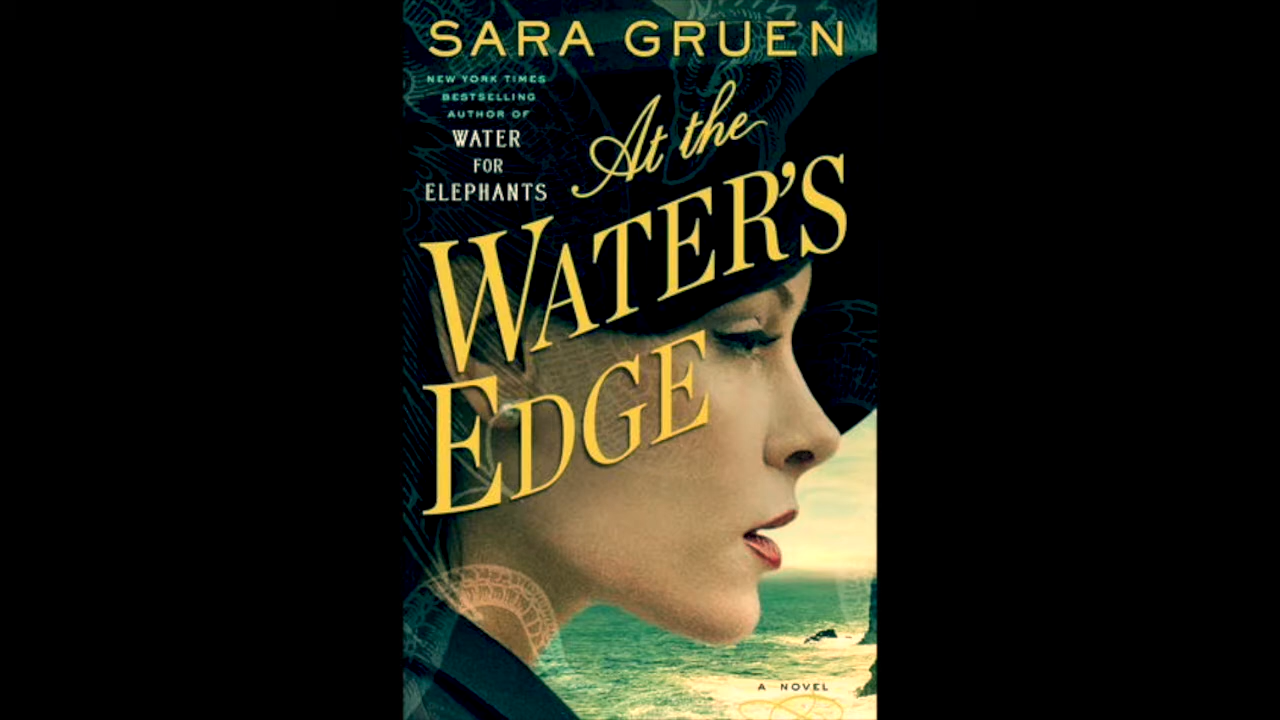 SARA GRUEN
NEW YORK TIMES
BESTSELLING
AUTHOR OF
WATER
FOR
ELEPHANTS
At the
WATER'S
EDGE
A NOVEL